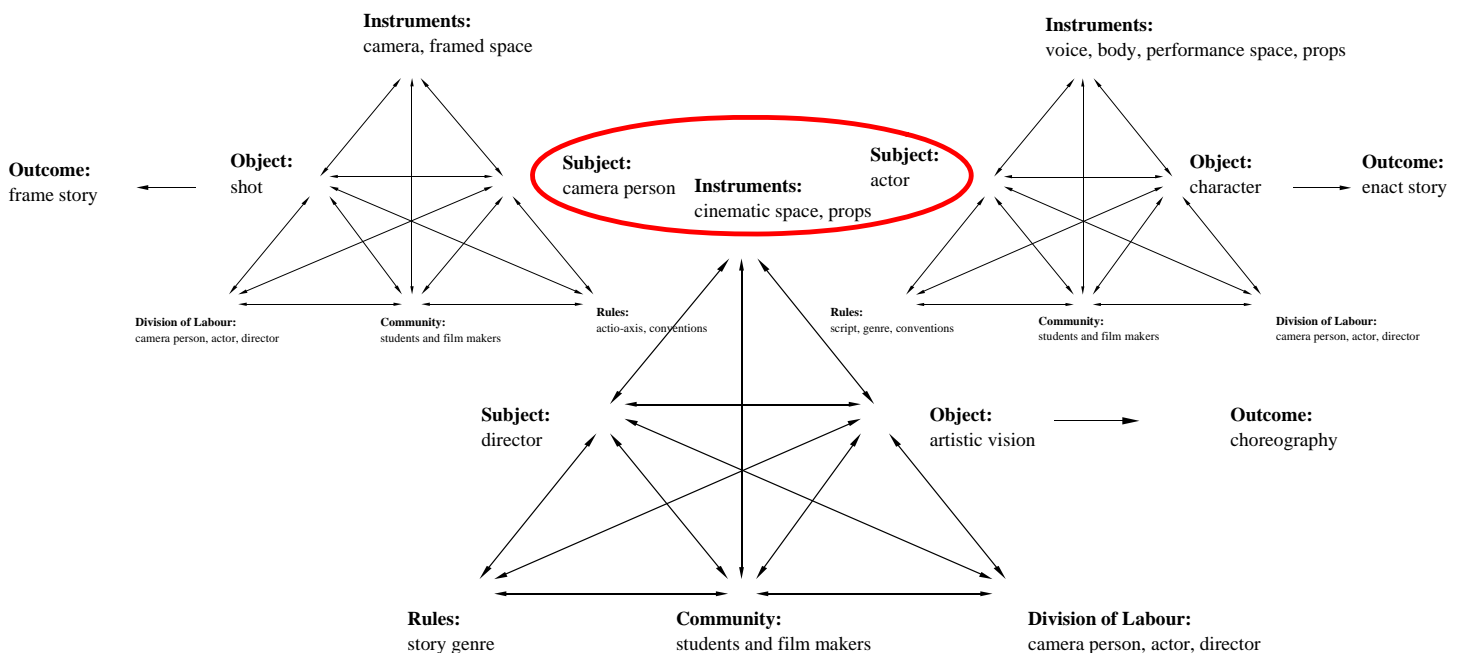 Instruments:
camera, framed space
Instruments:
voice, body, performance space, props
Outcome:
frame story
Object:
shot
Subject:
camera person
Instruments:
cinematic space, props
Subject:
actor
Object:
character
Outcome:
enact story
Division of Labour:
camera person, actor, director
Community:
students and film makers
Rules:
actio-axis, conventions
Rules:
script, genre, conventions
Community:
students and film makers
Division of Labour:
camera person, actor, director
Subject:
director
Object:
artistic vision
Outcome:
choreography
Rules:
story genre
Community:
students and film makers
Division of Labour:
camera person, actor, director